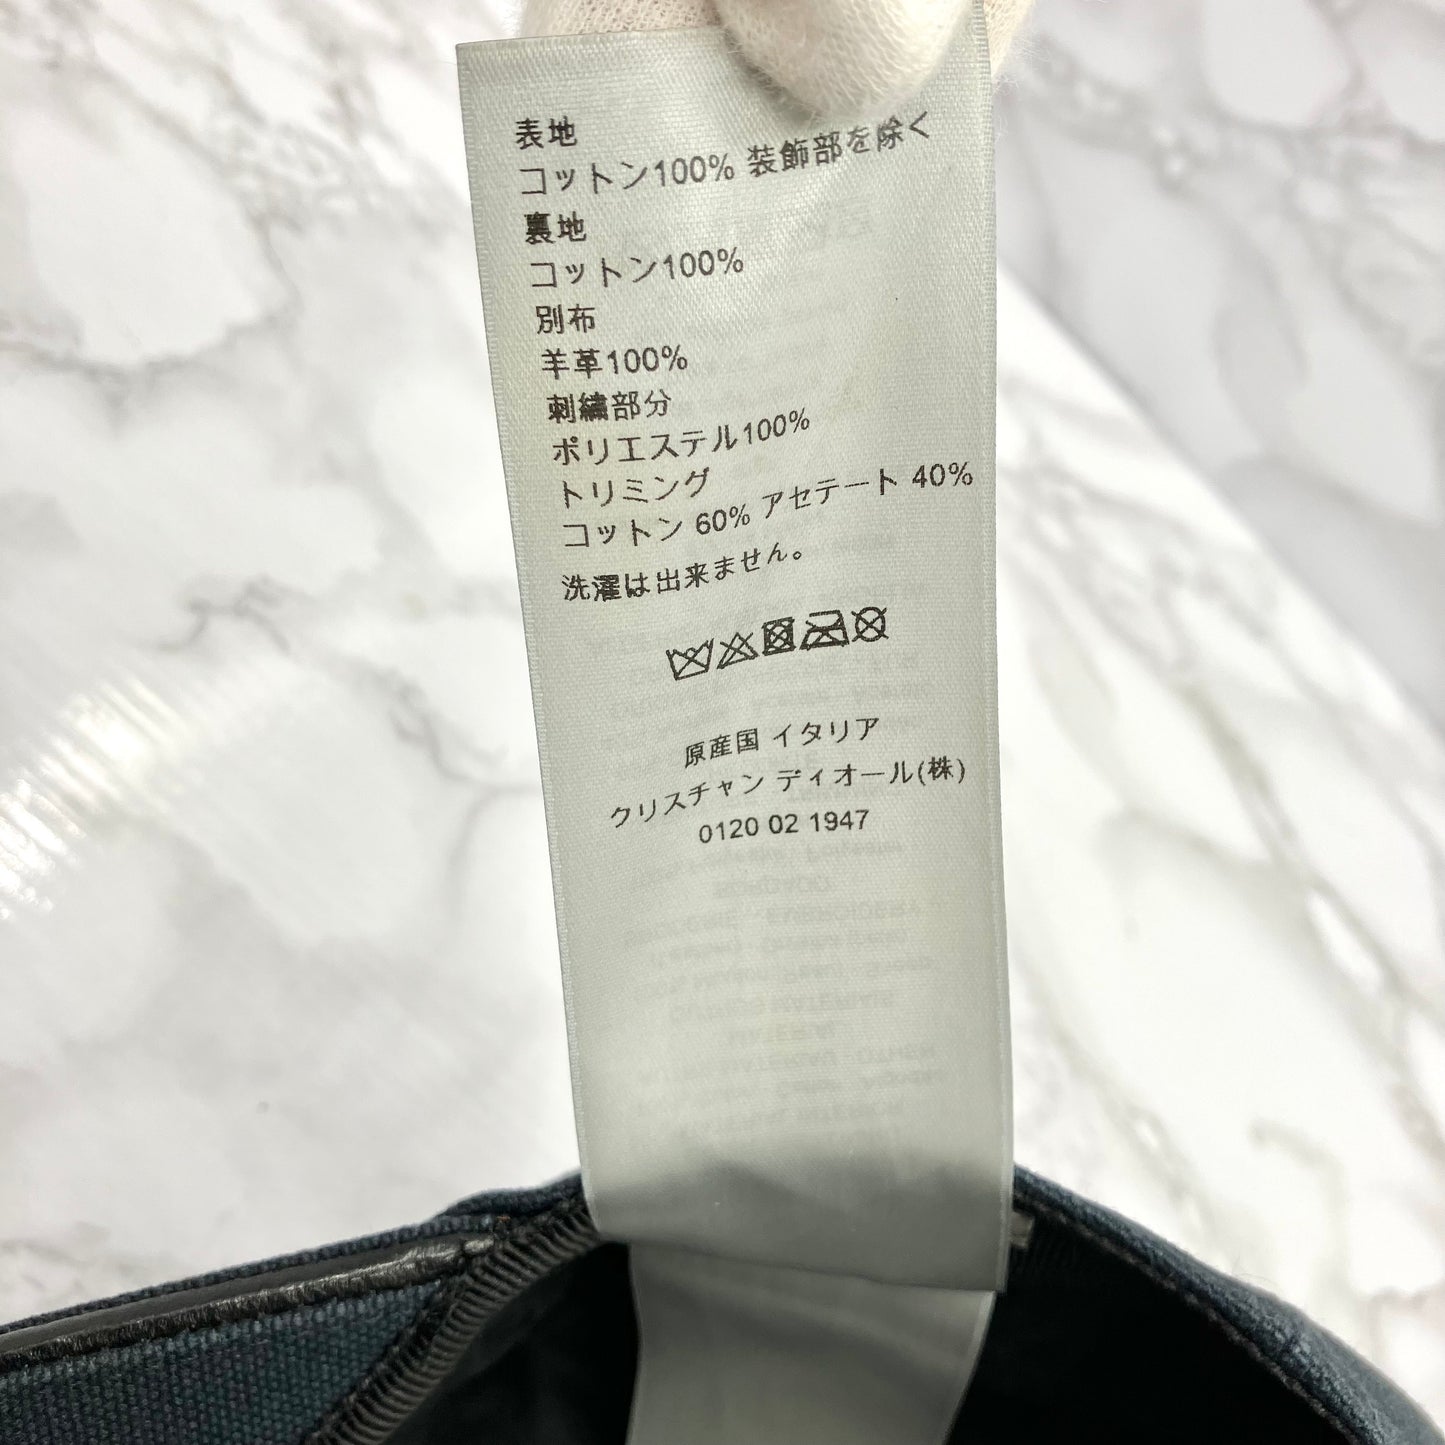 表地
コットン100% 装飾部を除く
裏地
コットン100%
別布
羊革100%
刺繍部分
ポリエステル100%
トリミング
コットン 60% アセテート 40%
洗濯は出来ません。
原産国 イタリア
クリスチャン ディオール(株)
0120 02 1947